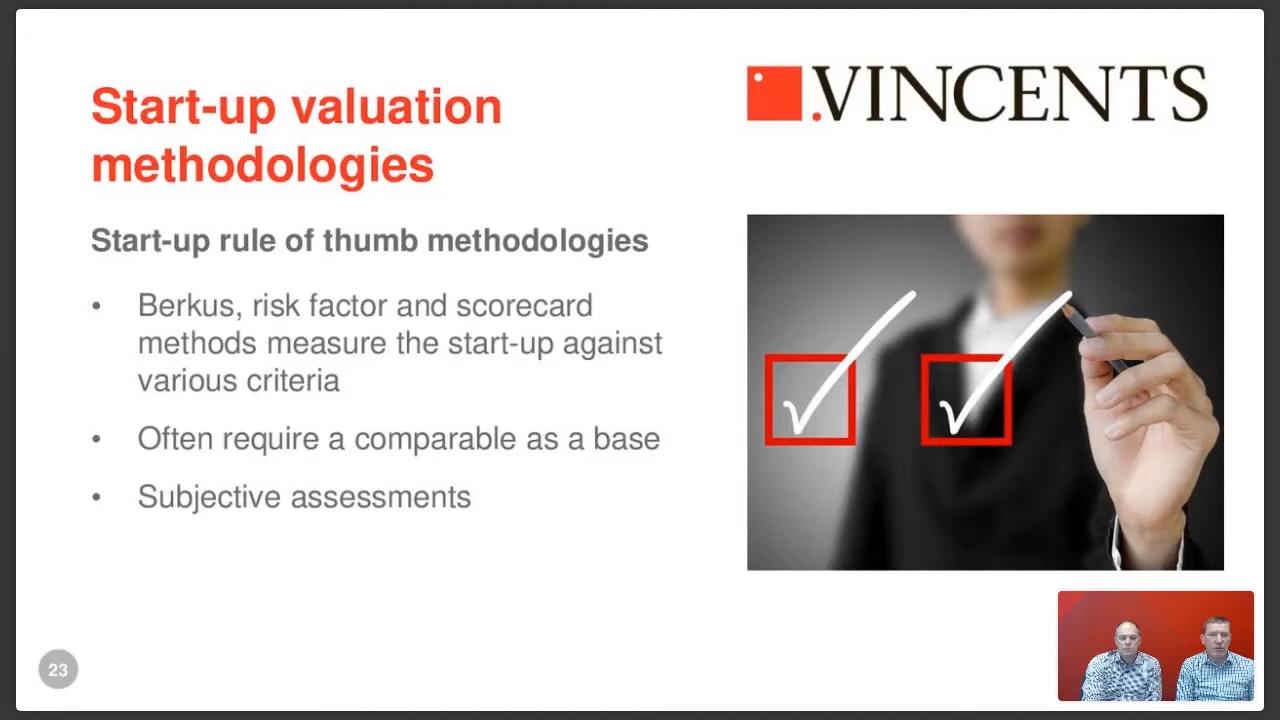 Start-up valuation
methodologies
.VINCENTS
Start-up rule of thumb methodologies
• Berkus, risk factor and scorecard
methods measure the start-up against
various criteria
• Often require a comparable as a base
• Subjective assessments
23